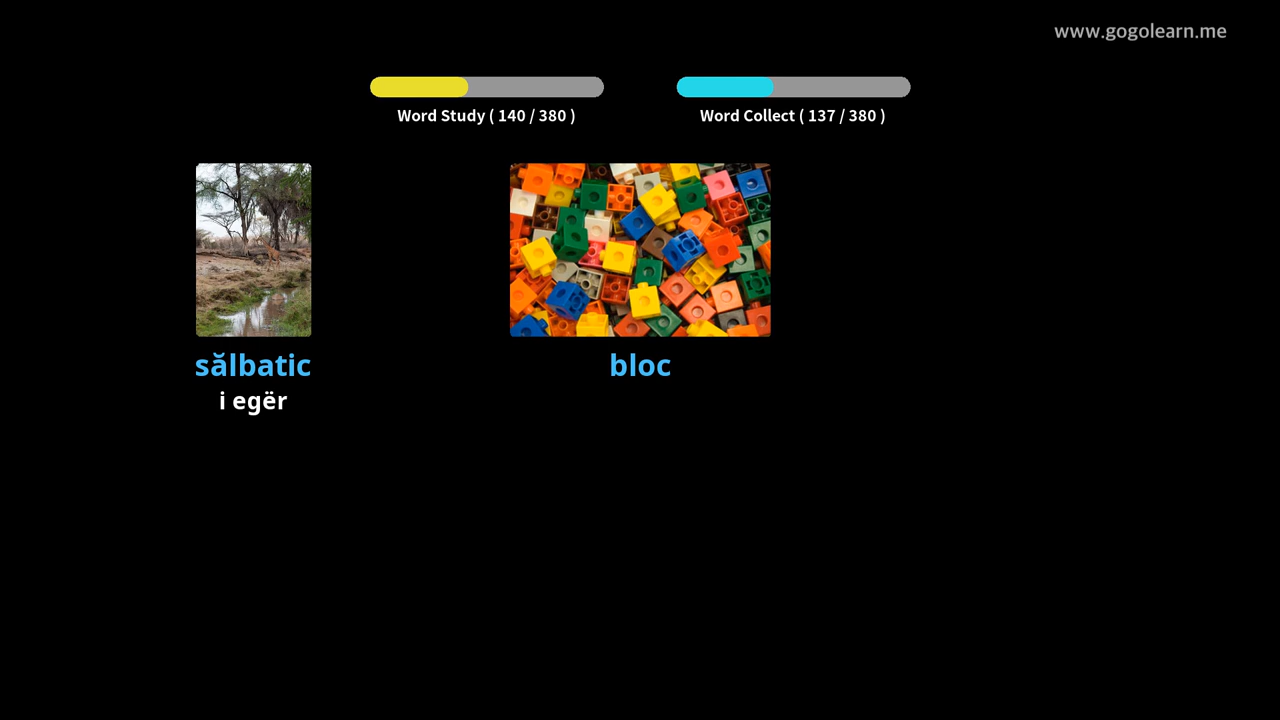 www.gogolearn.me
Word Study ( 140 / 380 )
Word Collect ( 137 / 380 )
sălbatic
i egër
bloc